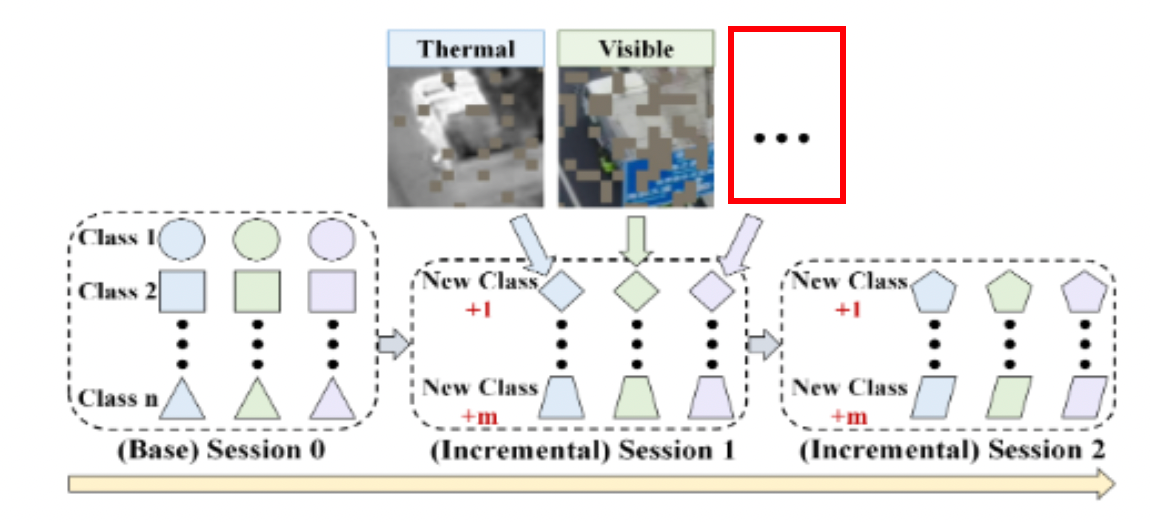 Thermal
Visible
...
Class 1
Class 2
Class n
New Class
+1
New Class
+m
New Class
+1
New Class
+m
(Base) Session 0
(Incremental) Session 1
(Incremental) Session 2